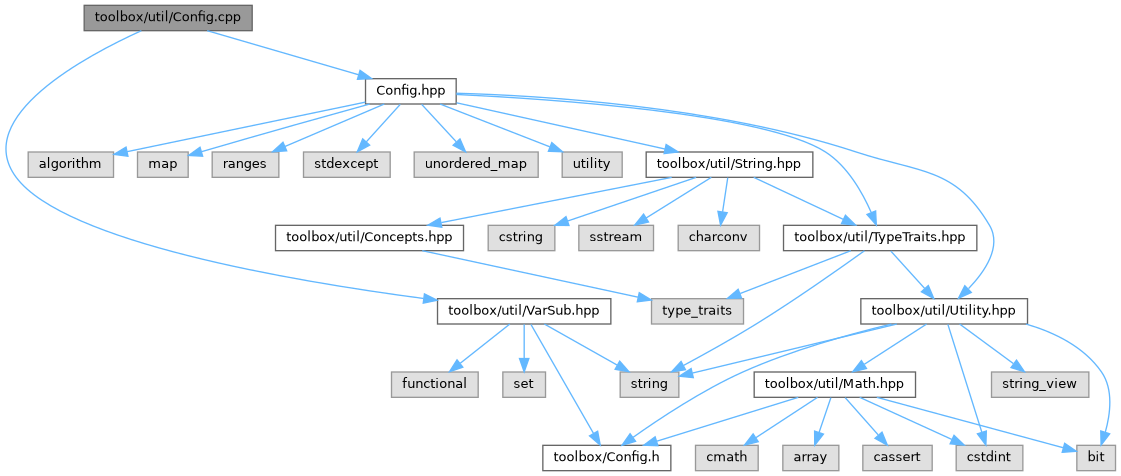 toolbox/util/Config.cpp
Config.hpp
algorithm
map
ranges
stdexcept
unordered_map
utility
toolbox/util/String.hpp
toolbox/util/Concepts.hpp
cstring
sstream
charconv
toolbox/util/TypeTraits.hpp
toolbox/util/VarSub.hpp
type_traits
toolbox/util/Utility.hpp
functional
set
string
toolbox/util/Math.hpp
string_view
toolbox/Config.h
cmath
array
cassert
cstdint
bit